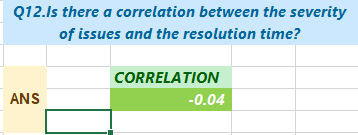 Q12.Is there a correlation between the severity
of issues and the resolution time?
CORRELATION
ANS -0.04